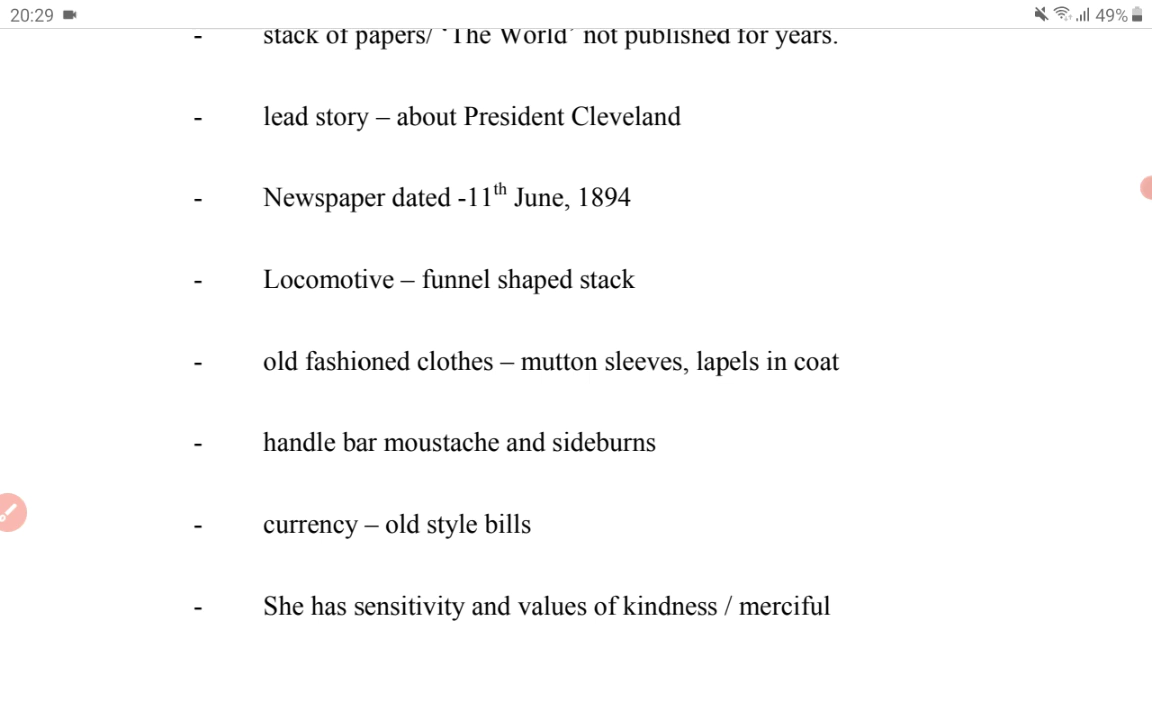 20:29 49%
- stack of papers/ ‘The World’ not published for years.
- lead story – about President Cleveland
- Newspaper dated -11th June, 1894
- Locomotive – funnel shaped stack
- old fashioned clothes – mutton sleeves, lapels in coat
- handle bar moustache and sideburns
- currency – old style bills
- She has sensitivity and values of kindness / merciful